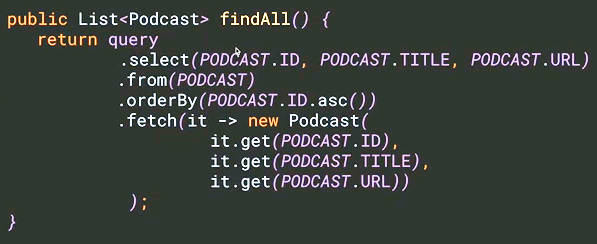 public List<Podcast> findAll() {
return query
.select(PODCAST.ID, PODCAST.TITLE, PODCAST.URL)
.from(PODCAST)
.orderBy(PODCAST.ID.asc())
.fetch(it -> new Podcast(
it.get(PODCAST.ID),
it.get(PODCAST.TITLE),
it.get(PODCAST.URL))
);
}